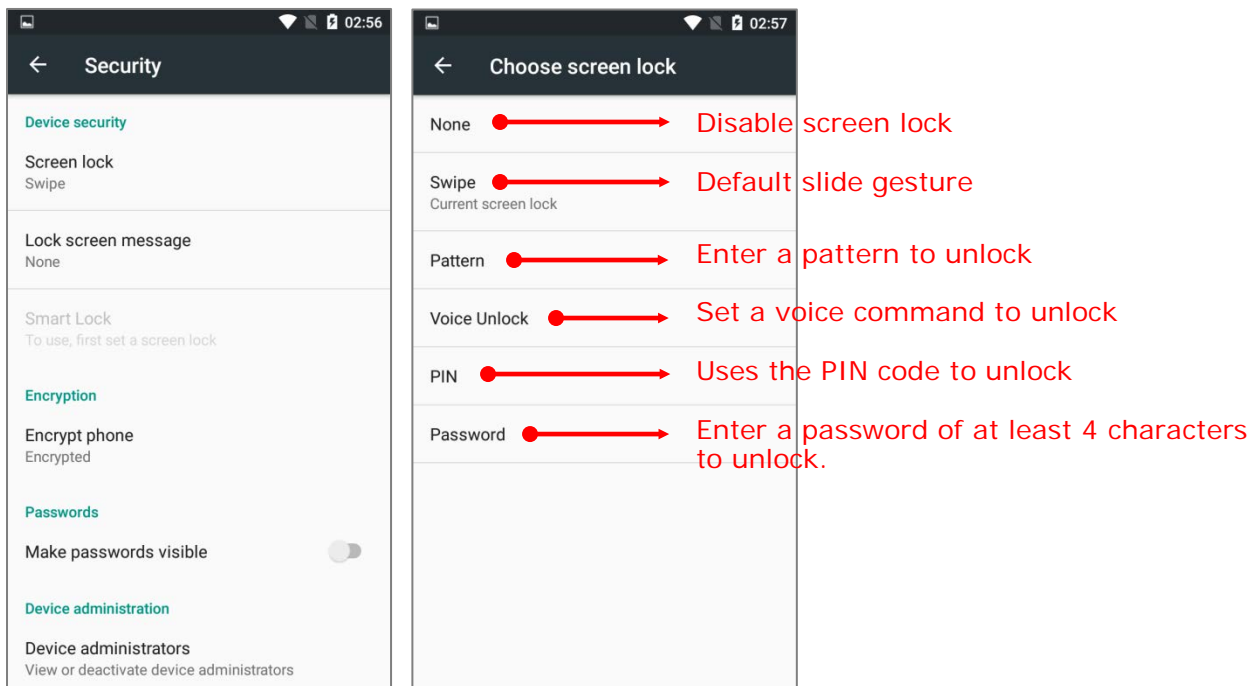 02:56
Security
Device security
Screen lock
Swipe
Lock screen message
None
Smart Lock
To use, first set a screen lock
Encryption
Encrypt phone
Encrypted
Passwords
Make passwords visible
Device administration
Device administrators
View or deactivate device administrators
02:57
Choose screen lock
None
Disable screen lock
Swipe
Default slide gesture
Current screen lock
Pattern
Enter a pattern to unlock
Voice Unlock
Set a voice command to unlock
PIN
Uses the PIN code to unlock
Password
Enter a password of at least 4 characters
to unlock.